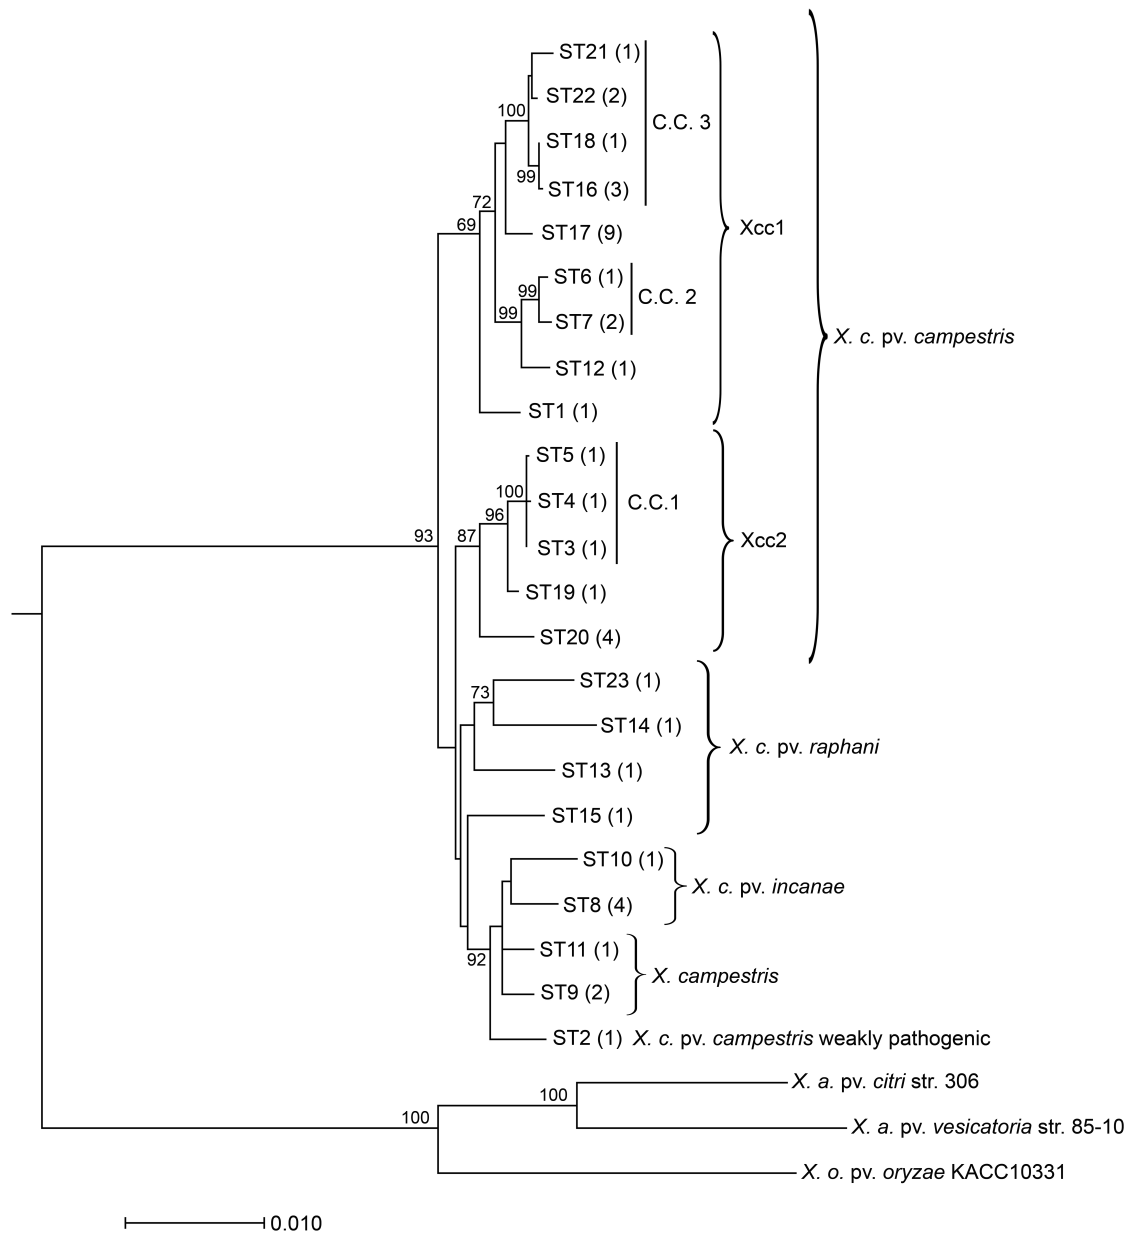 ST21 (1)
ST22 (2)
100
C.C. 3
ST18 (1)
99
ST16 (3)
72
69
ST17 (9)
Xcc1
ST6 (1)
99
C.C. 2
99
ST7 (2)
X. c. pv. campestris
ST12 (1)
ST1 (1)
ST5 (1)
100
ST4 (1)
C.C.1
96
93
87
Xcc2
ST3 (1)
ST19 (1)
ST20 (4)
ST23 (1)
73
ST14 (1)
X. c. pv. raphani
ST13 (1)
ST15 (1)
ST10 (1)
X. c. pv. incanae
ST8 (4)
ST11 (1)
92
X. campestris
ST9 (2)
ST2 (1) X. c. pv. campestris weakly pathogenic
X. a. pv. citri str. 306
100
100
X. a. pv. vesicatoria str. 85-10
X. o. pv. oryzae KACC10331
0.010